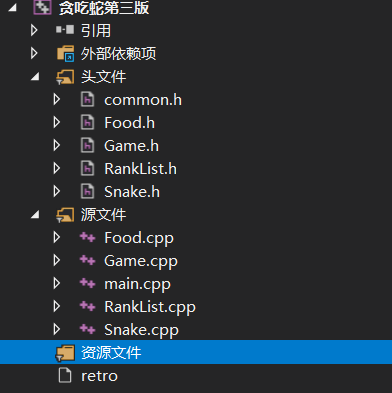 贪吃蛇第三版
引用
外部依赖项
头文件
common.h
Food.h
Game.h
RankList.h
Snake.h
源文件
Food.cpp
Game.cpp
main.cpp
RankList.cpp
Snake.cpp
资源文件
retro